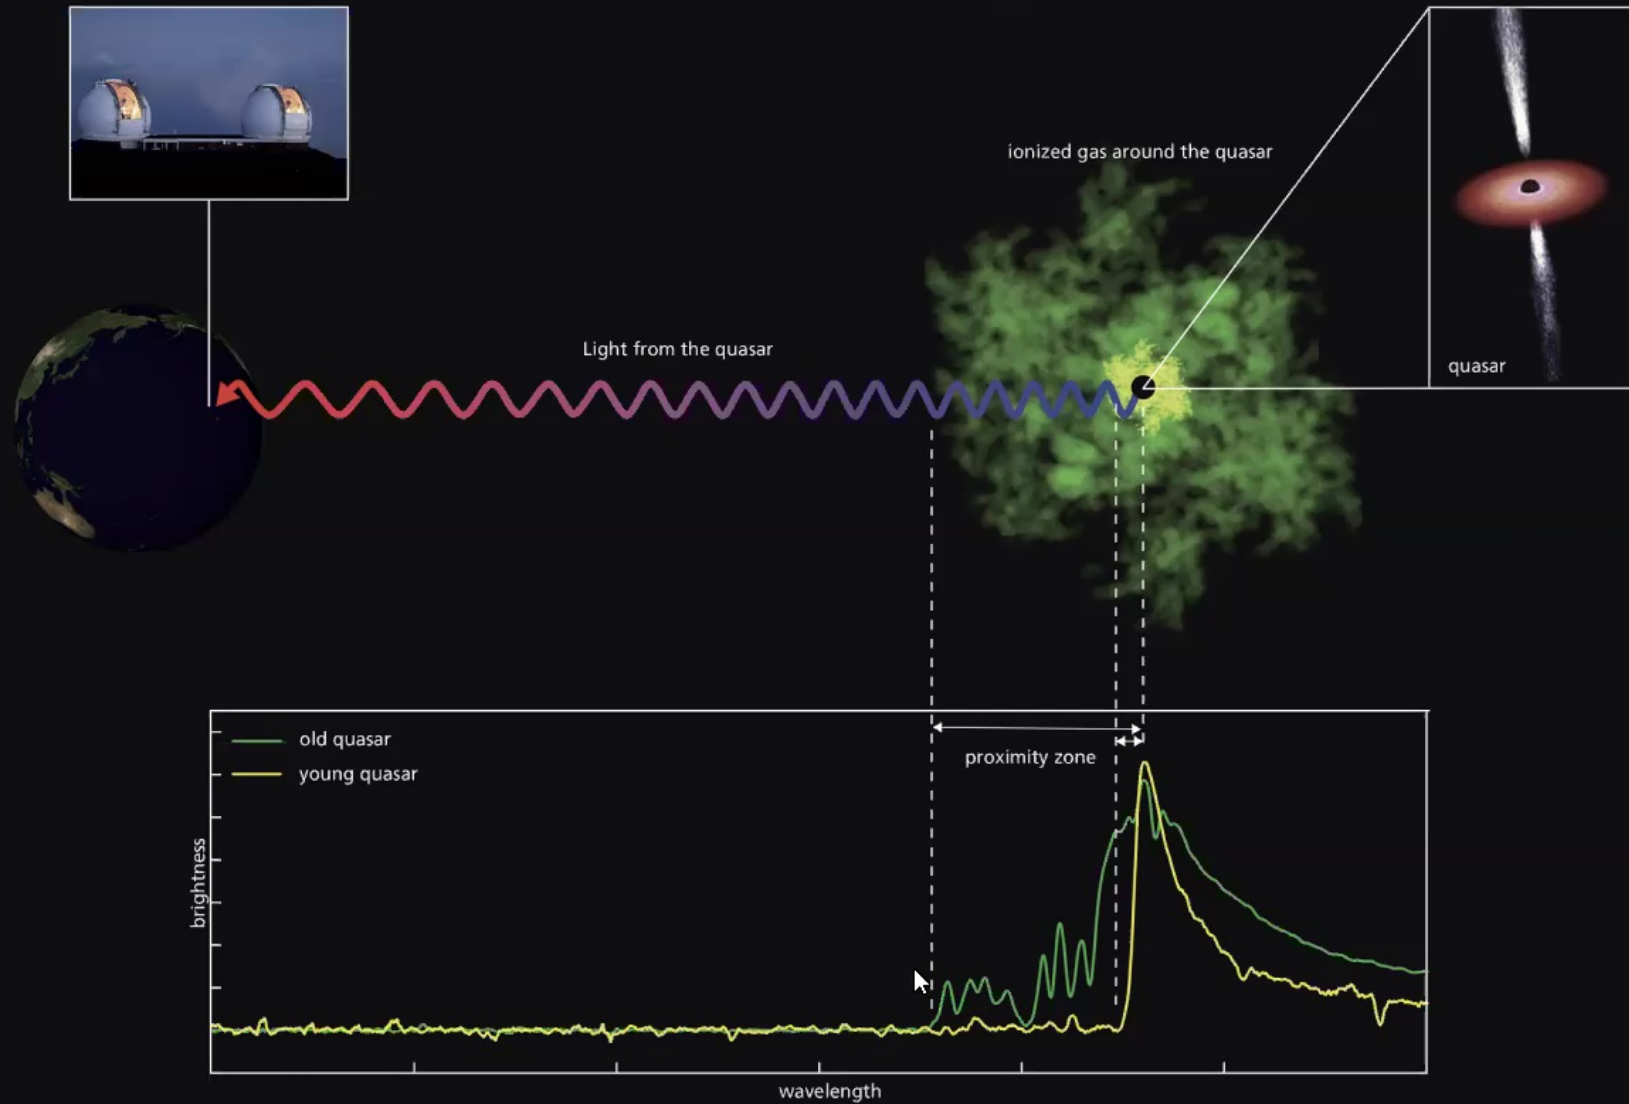 ionized gas around the quasar
Light from the quasar
quasar
old quasar
young quasar
proximity zone
brightness
wavelength